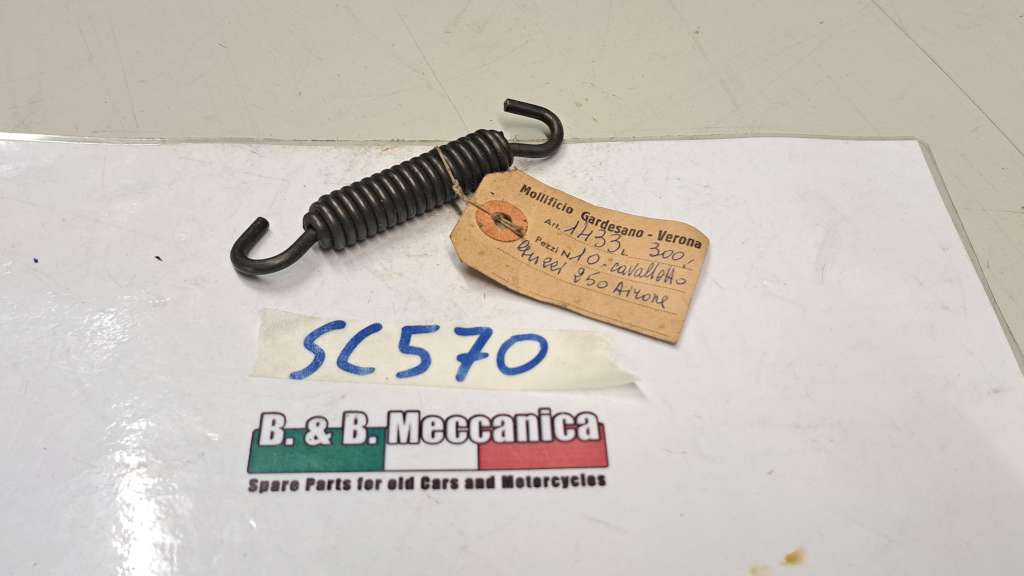 Mollificio Gardesano - Verona
Art. 1433 L 300£
Pezzi N. 10 - cavalletto
Guzzi 250 Airone
SC570
B. & B. Meccanica
Spare Parts for old Cars and Motorcycles